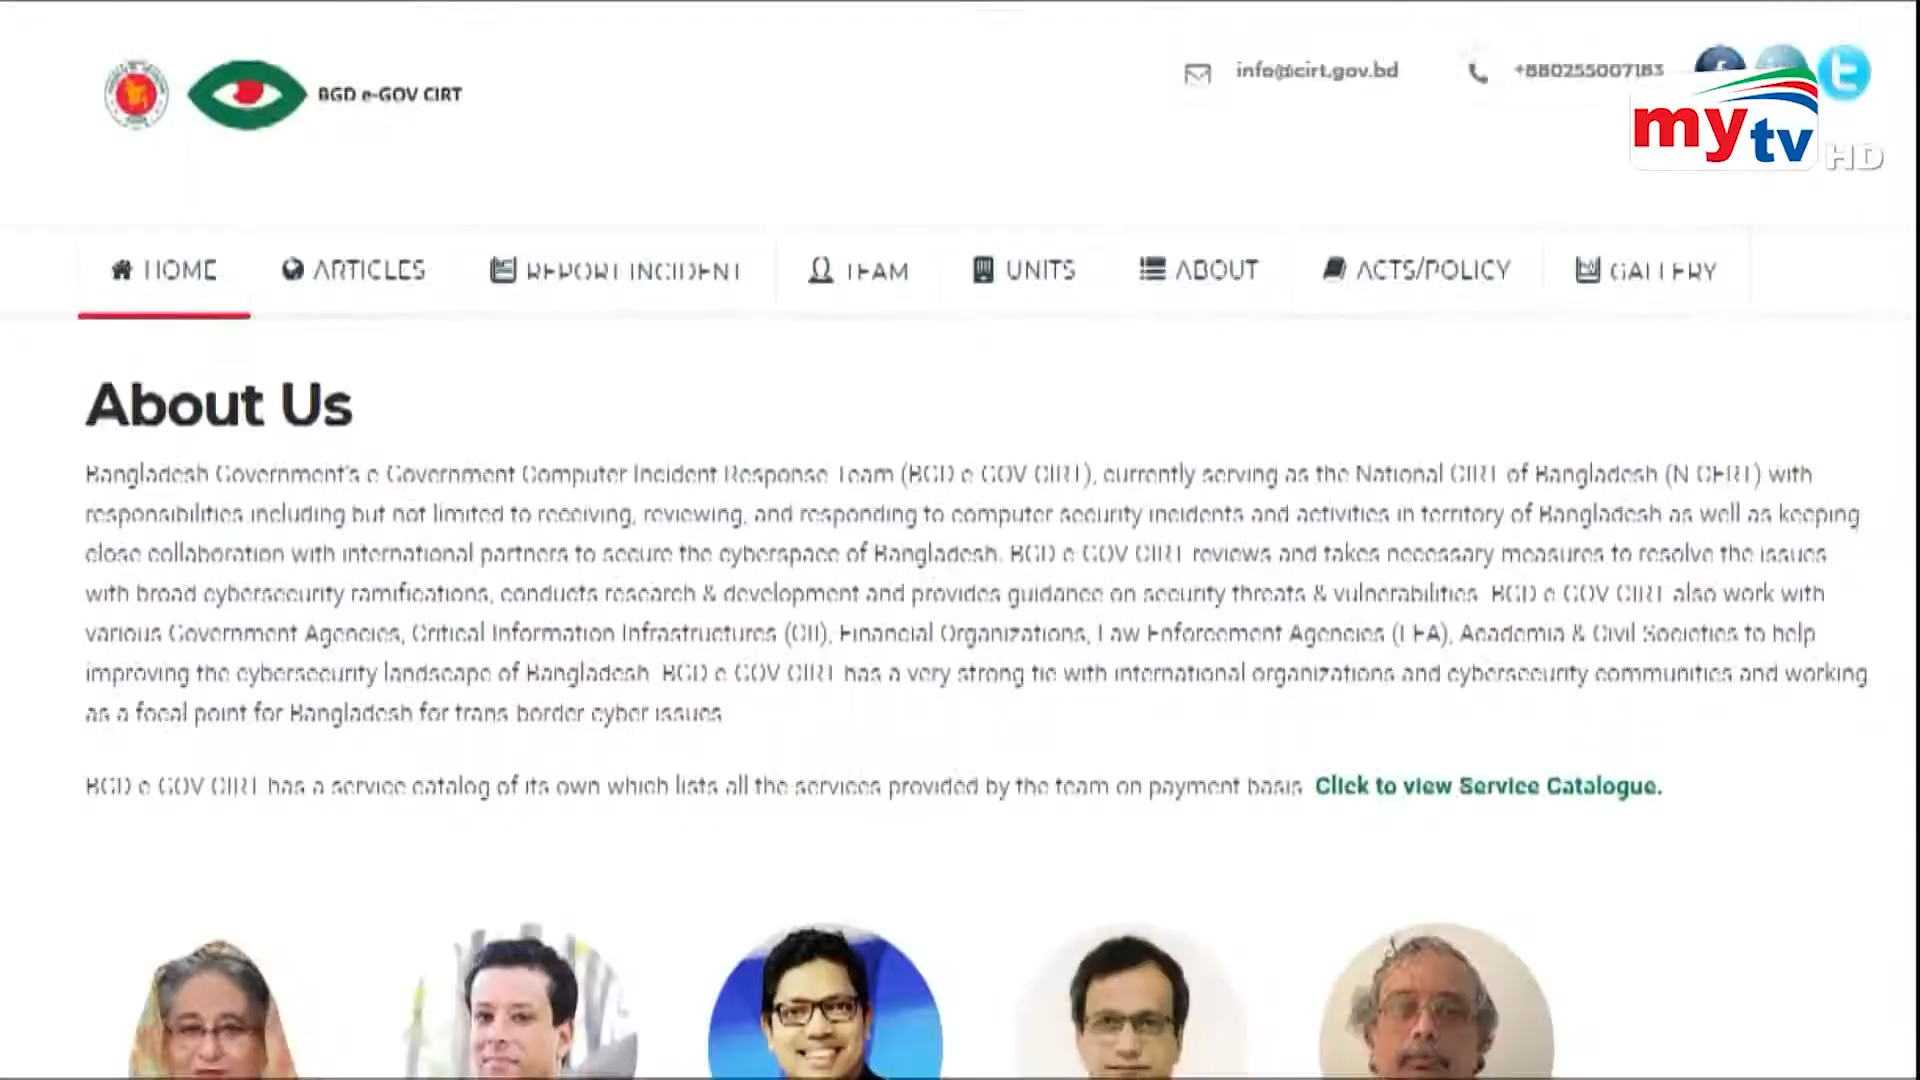 BGD e-GOV CIRT
info@cirt.gov.bd
+880255007183
my tv HD
HOME ARTICLES REPORT INCIDENT TEAM UNITS ABOUT ACTS/POLICY GALLERY
About Us
Bangladesh Government's e-Government Computer Incident Response Team (BGD e-GOV CIRT), currently serving as the National CIRT of Bangladesh (N-CERT) with
responsibilities including but not limited to receiving, reviewing, and responding to computer security incidents and activities in territory of Bangladesh as well as keeping
close collaboration with international partners to secure the cyberspace of Bangladesh. BGD e-GOV CIRT reviews and takes necessary measures to resolve the issues
with broad cybersecurity ramifications, conducts research & development and provides guidance on security threats & vulnerabilities. BGD e-GOV CIRT also work with
various Government Agencies, Critical Information Infrastructures (CII), Financial Organizations, Law Enforcement Agencies (LEA), Academia & Civil Societies to help
improving the cybersecurity landscape of Bangladesh. BGD e-GOV CIRT has a very strong tie with international organizations and cybersecurity communities and working
as a focal point for Bangladesh for trans-border cyber issues.
BGD e-GOV CIRT has a service catalog of its own which lists all the services provided by the team on payment basis. Click to view Service Catalogue.